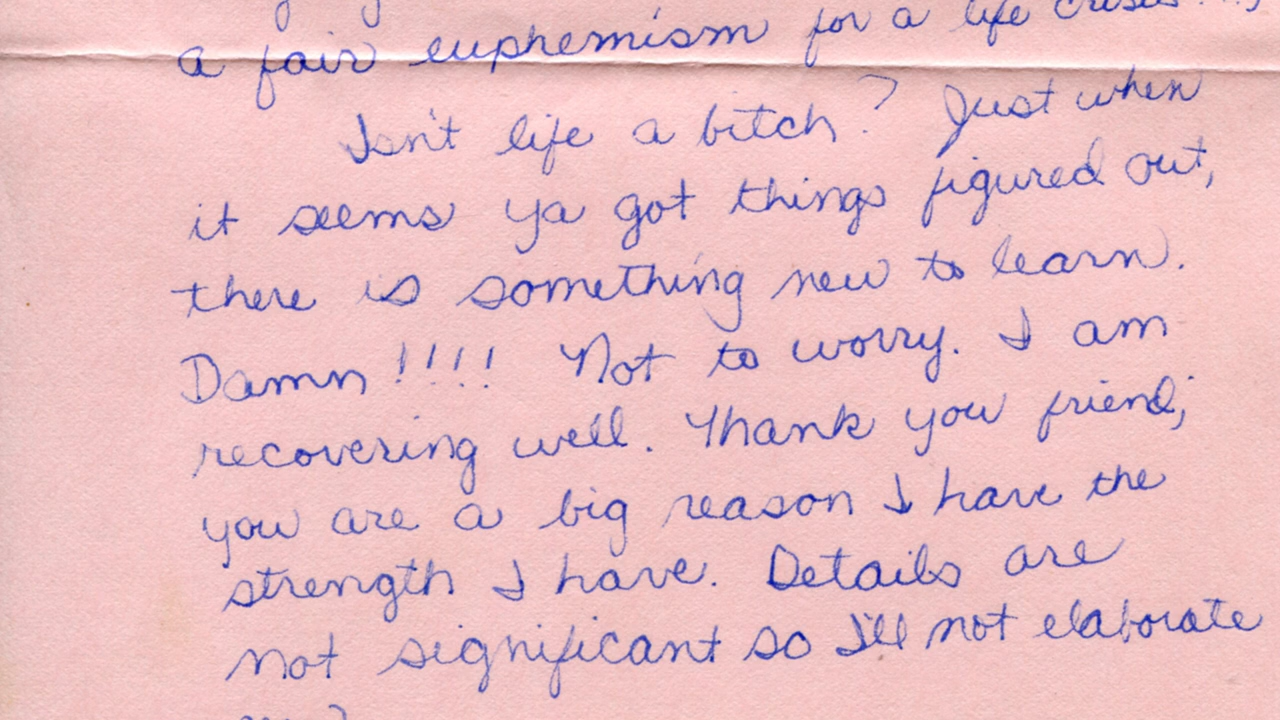 a fair euphemism for a life crisis...,
Isn't life a bitch? Just when
it seems ya got things figured out,
there is something new to learn.
Damn!!!! Not to worry. I am
recovering well. Thank you friend;
you are a big reason I have the
strength I have. Details are
not significant so I'll not elaborate